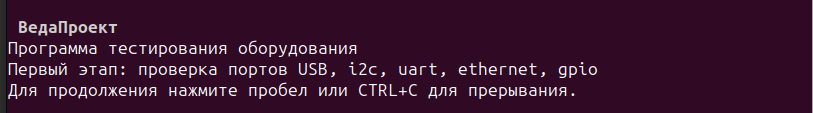 ВедаПроект
Программа тестирования оборудования
Первый этап: проверка портов USB, i2c, uart, ethernet, gpio
Для продолжения нажмите пробел или CTRL+C для прерывания.